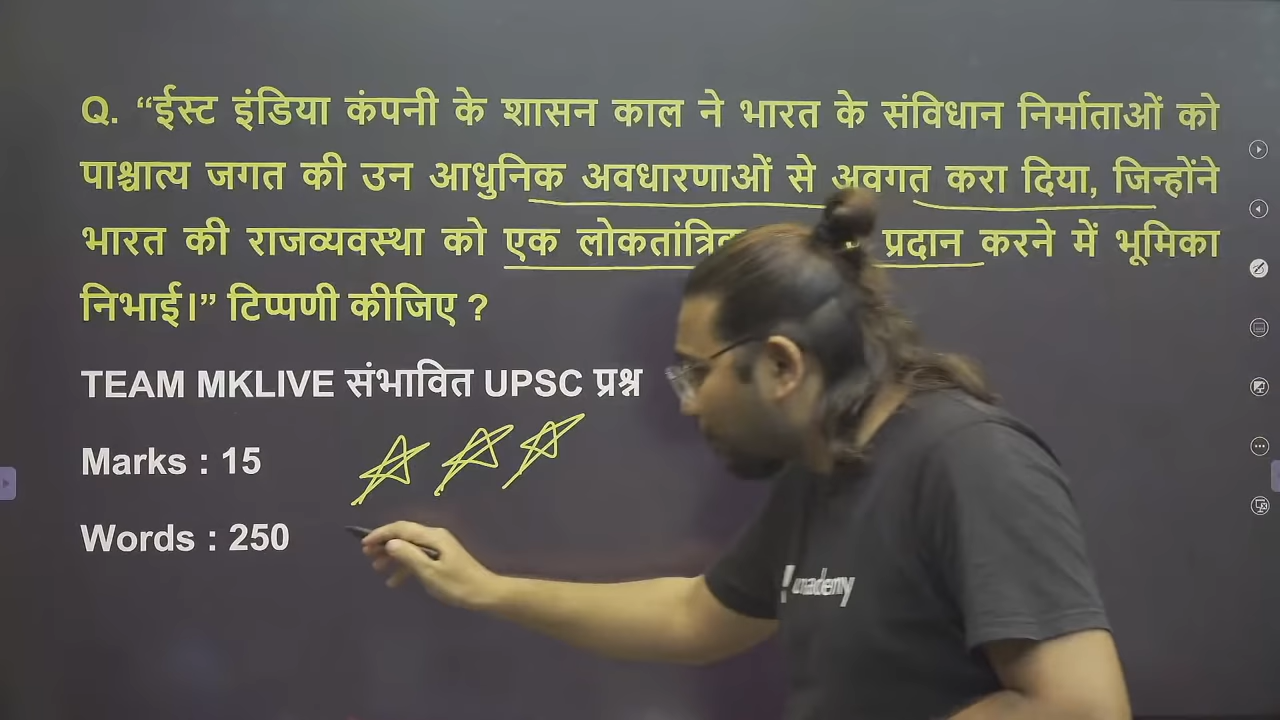 Q. “ईस्ट इंडिया कंपनी के शासन काल ने भारत के संविधान निर्माताओं को
पाश्चात्य जगत की उन आधुनिक अवधारणाओं से अवगत करा दिया, जिन्होंने
भारत की राजव्यवस्था को एक प्रदान करने में भूमिका
निभाई।” टिप्पणी कीजिए ?
TEAM MKLIVE संभावित UPSC प्रश्न
Marks : 15
Words : 250